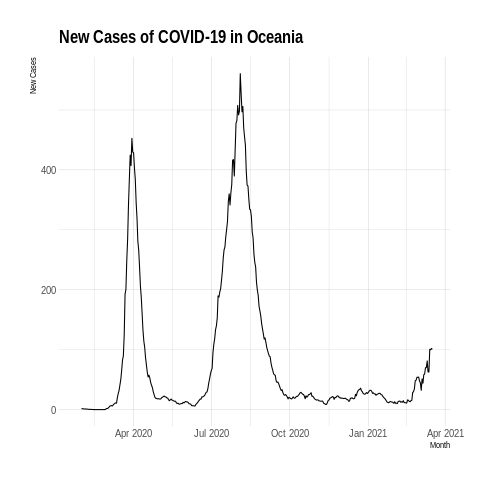 New Cases of COVID-19 in Oceania
New Cases
400
200
0
Apr 2020 Jul 2020 Oct 2020 Jan 2021 Apr 2021
Month